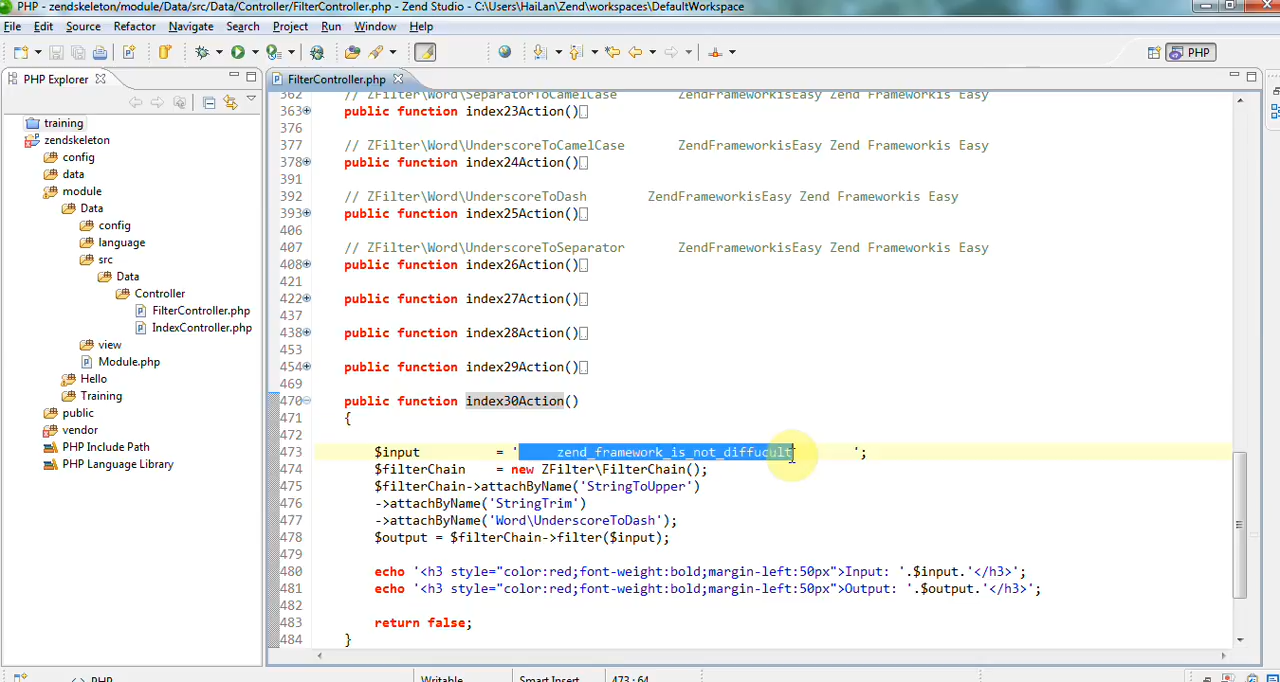 PHP - zendskeleton/module/Data/src/Data/Controller/FilterController.php - Zend Studio - C:\Users\HaiLan\Zend\workspaces\DefaultWorkspace
File Edit Source Refactor Navigate Search Project Run Window Help
PHP
PHP Explorer
training
zendskeleton
config
data
module
Data
config
language
src
Data
Controller
FilterController.php
IndexController.php
view
Module.php
Hello
Training
public
vendor
PHP Include Path
PHP Language Library
FilterController.php
362 // ZFilter\Word\SeparatorToCamelCase ZendFrameworkisEasy Zend Frameworkis Easy
363 public function index23Action()
376
377 // ZFilter\Word\UnderscoreToCamelCase ZendFrameworkisEasy Zend Frameworkis Easy
378 public function index24Action()
391
392 // ZFilter\Word\UnderscoreToDash ZendFrameworkisEasy Zend Frameworkis Easy
393 public function index25Action()
406
407 // ZFilter\Word\UnderscoreToSeparator ZendFrameworkisEasy Zend Frameworkis Easy
408 public function index26Action()
421
422 public function index27Action()
437
438 public function index28Action()
453
454 public function index29Action()
469
470 public function index30Action()
471 {
472
473 $input = ' zend_framework_is_not_diffucult ';
474 $filterChain = new ZFilter\FilterChain();
475 $filterChain->attachByName('StringToUpper')
476 ->attachByName('StringTrim')
477 ->attachByName('Word\UnderscoreToDash');
478 $output = $filterChain->filter($input);
479
480 echo '<h3 style="color:red;font-weight:bold;margin-left:50px">Input: '.$input.'</h3>';
481 echo '<h3 style="color:red;font-weight:bold;margin-left:50px">Output: '.$output.'</h3>';
482
483 return false;
484 }
PHP Writable Smart Insert 473 : 64